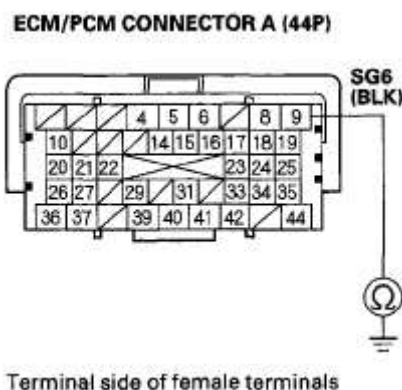 ECM/PCM CONNECTOR A (44P)
SG6
(BLK)
4 5 6 8 9
10 14 15 16 17 18 19
20 21 22 23 24 25
26 27 29 31 33 34 35
36 37 39 40 41 42 44
Ω
Terminal side of female terminals